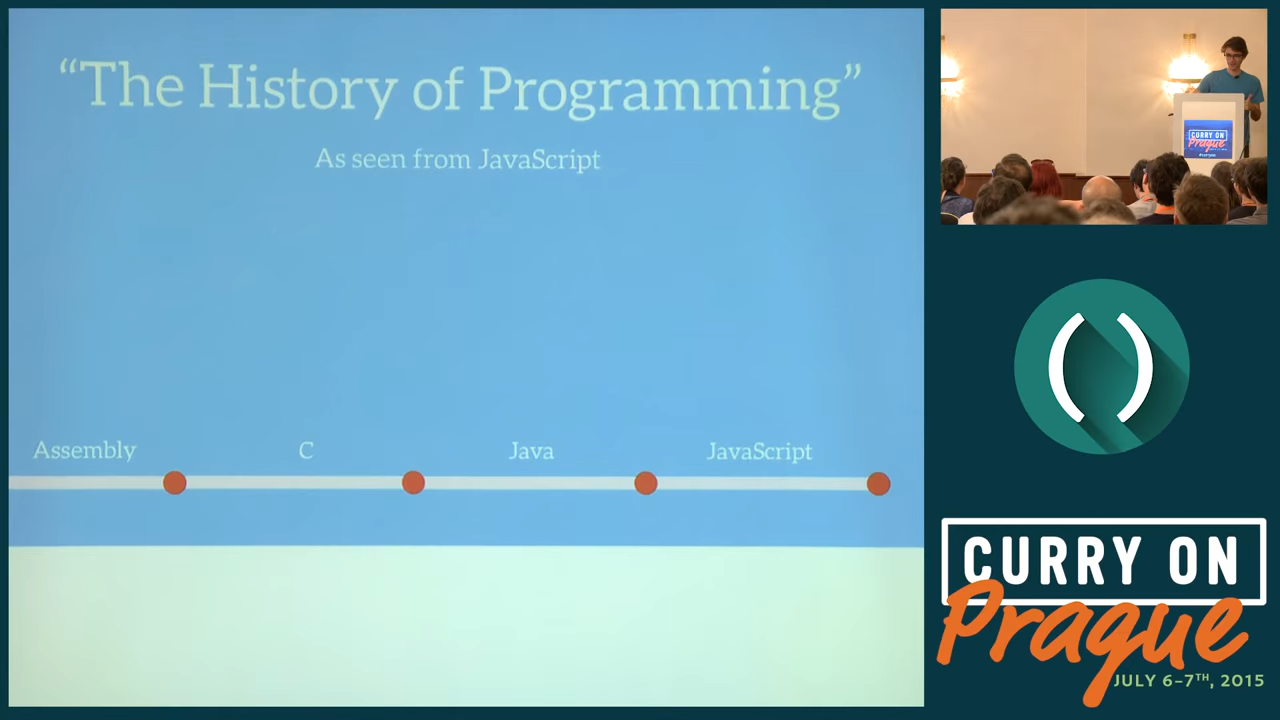 “The History of Programming”
As seen from JavaScript
Assembly
C
Java
JavaScript
CURRY ON
Prague
( )
CURRY ON
Prague
JULY 6–7TH, 2015